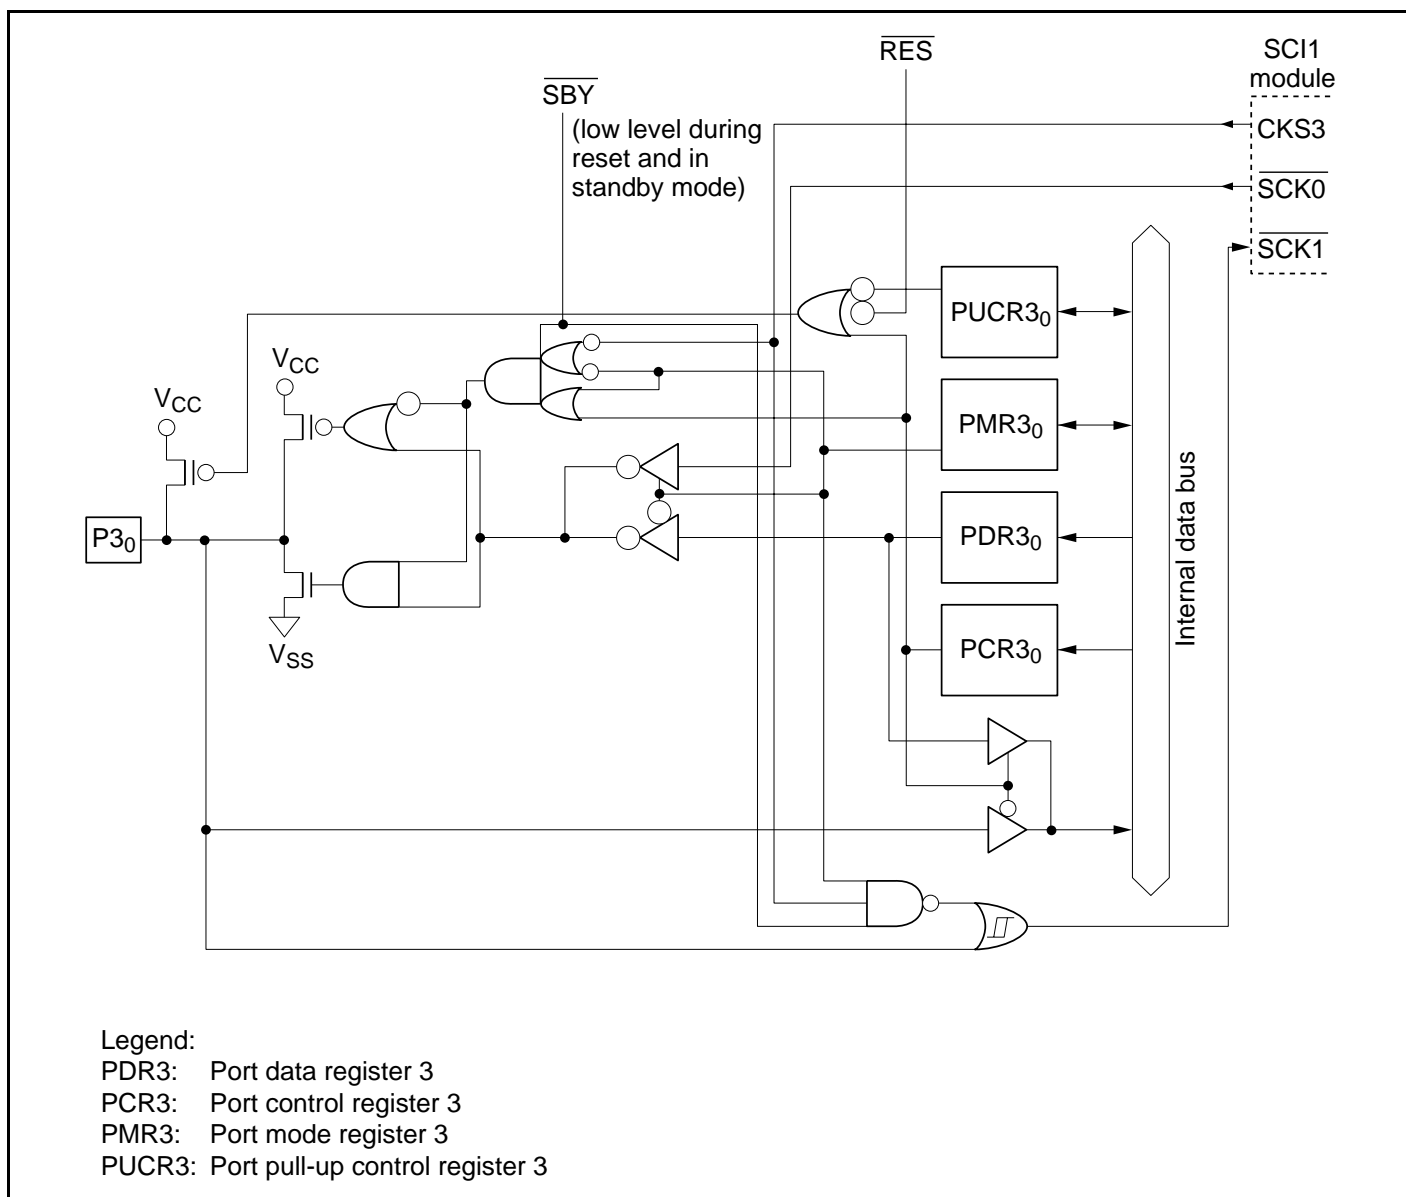 RES
SCI1
module
SBY
(low level during
reset and in
standby mode)
CKS3
SCK0
SCK1
PUCR3₀
VCC
VCC
PMR3₀
P3₀
PDR3₀
Internal data bus
VSS
PCR3₀
Legend:
PDR3: Port data register 3
PCR3: Port control register 3
PMR3: Port mode register 3
PUCR3: Port pull-up control register 3